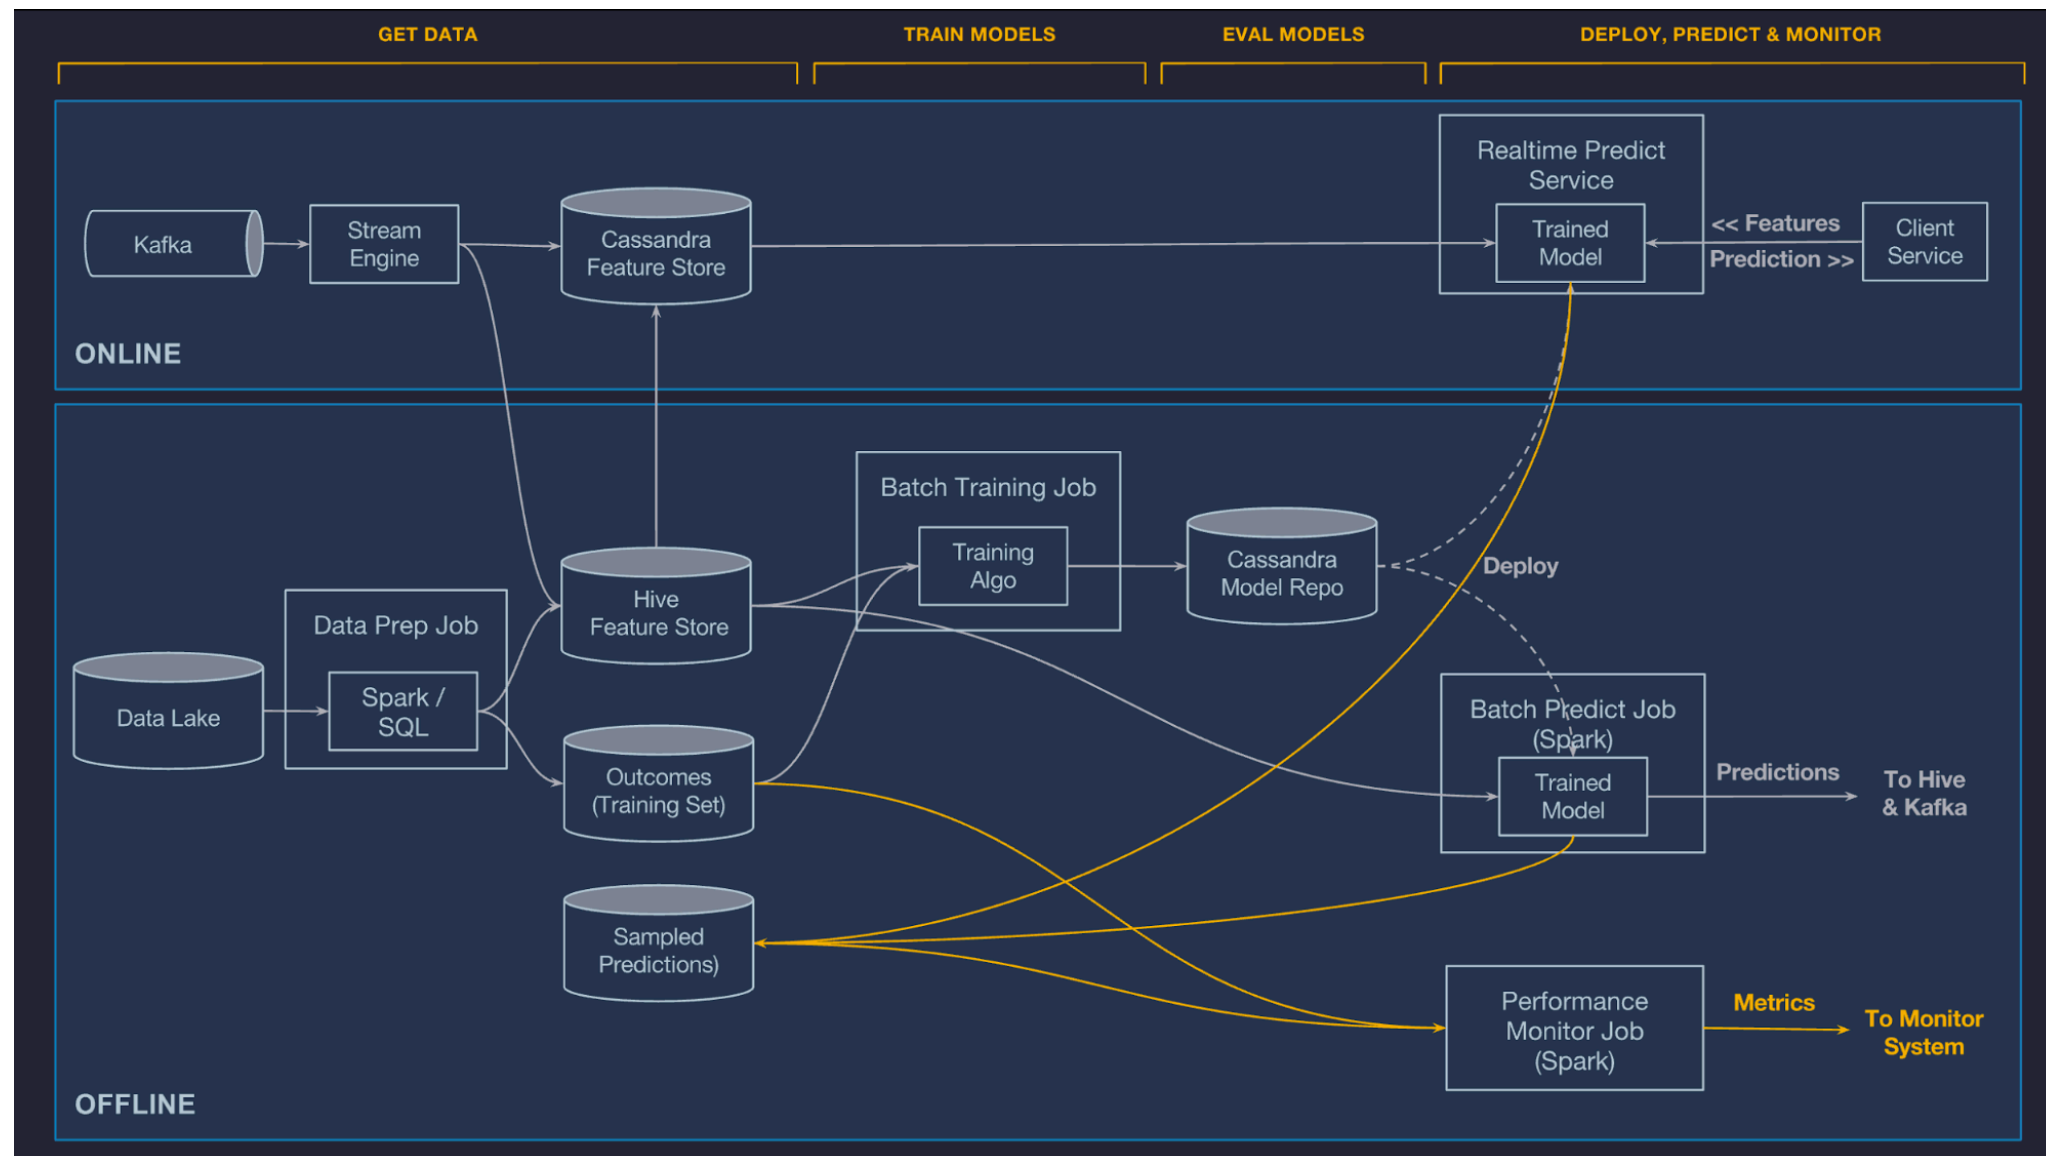 GET DATA
TRAIN MODELS
EVAL MODELS
DEPLOY, PREDICT & MONITOR
Realtime Predict
Service
Kafka
Stream
Engine
Cassandra
Feature Store
Trained
Model
<< Features
Prediction >>
Client
Service
ONLINE
Batch Training Job
Training
Algo
Cassandra
Model Repo
Deploy
Hive
Feature Store
Data Prep Job
Spark /
SQL
Data Lake
Outcomes
(Training Set)
Batch Predict Job
(Spark)
Trained
Model
Predictions
To Hive
& Kafka
Sampled
Predictions)
Performance
Monitor Job
(Spark)
Metrics
To Monitor
System
OFFLINE